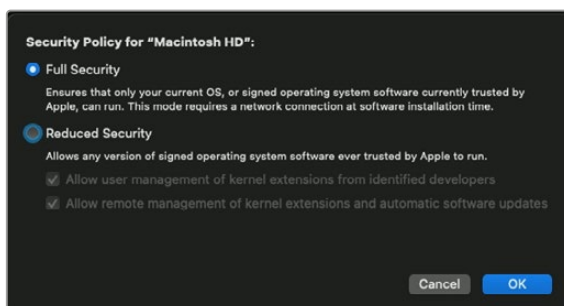 Security Policy for “Macintosh HD”:
Full Security
Ensures that only your current OS, or signed operating system software currently trusted by
Apple, can run. This mode requires a network connection at software installation time.
Reduced Security
Allows any version of signed operating system software ever trusted by Apple to run.
Allow user management of kernel extensions from identified developers
Allow remote management of kernel extensions and automatic software updates
Cancel OK